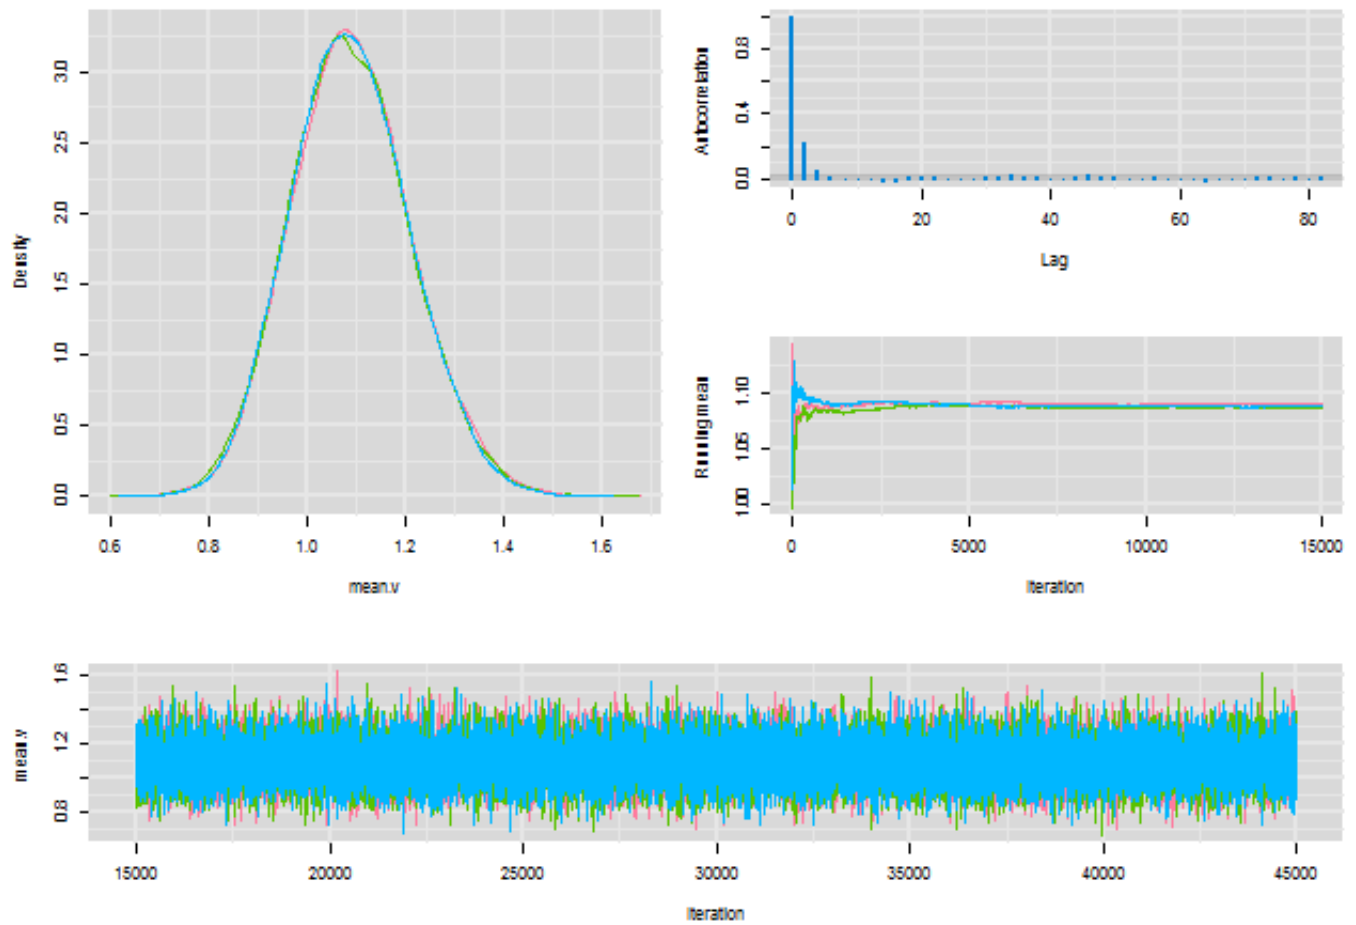 Density
0.0 0.5 1.0 1.5 2.0 2.5 3.0
0.6 0.8 1.0 1.2 1.4 1.6
mean.v
Autocorrelation
0.0 0.4 0.8
0 20 40 60 80
Lag
Running mean
1.00 1.05 1.10
0 5000 10000 15000
Iteration
mean.v
0.8 1.2 1.6
15000 20000 25000 30000 35000 40000 45000
Iteration